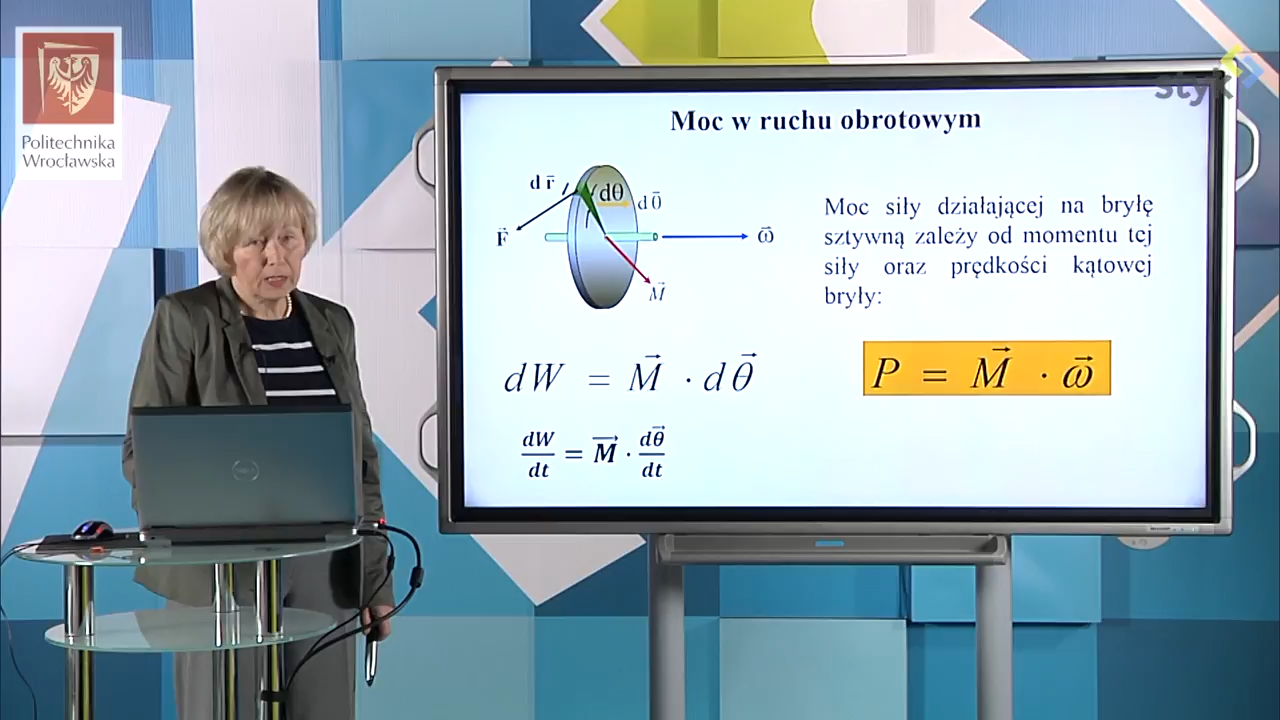 Politechnika
Wrocławska
styk
Moc w ruchu obrotowym
d r⃗
dθ
d θ⃗
F⃗
ω⃗
M⃗
Moc siły działającej na bryłę
sztywną zależy od momentu tej
siły oraz prędkości kątowej
bryły:
dW = M⃗ · dθ⃗
P = M⃗ · ω⃗
dW/dt = M⃗ · dθ⃗/dt
DELL